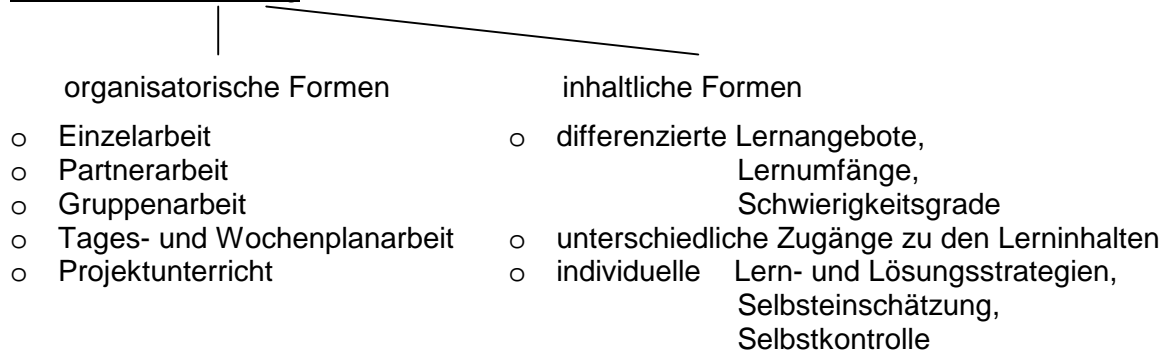 organisatorische Formen
o Einzelarbeit
o Partnerarbeit
o Gruppenarbeit
o Tages- und Wochenplanarbeit
o Projektunterricht
inhaltliche Formen
o differenzierte Lernangebote,
Lernumfänge,
Schwierigkeitsgrade
o unterschiedliche Zugänge zu den Lerninhalten
o individuelle Lern- und Lösungsstrategien,
Selbsteinschätzung,
Selbstkontrolle